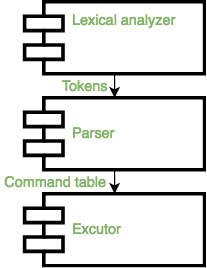 Lexical analyzer
Tokens
Parser
Command table
Excutor